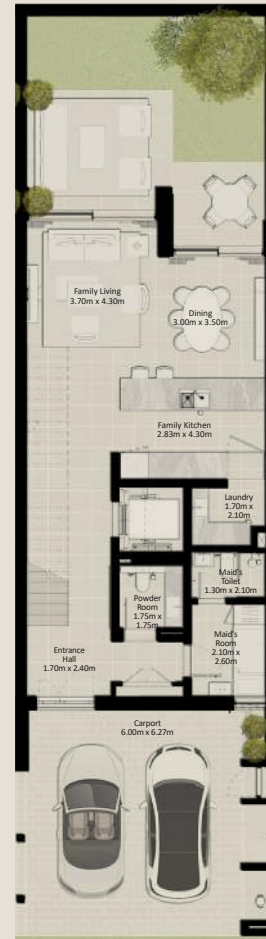 Family Living
3.70m x 4.30m
Dining
3.00m x 3.50m
Family Kitchen
2.83m x 4.30m
Laundry
1.70m x
2.10m
Maid's
Toilet
1.30m x 2.10m
Powder
Room
1.75m x
1.75m
Maid's
Room
2.10m x
2.60m
Entrance
Hall
1.70m x 2.40m
Carport
6.00m x 6.27m